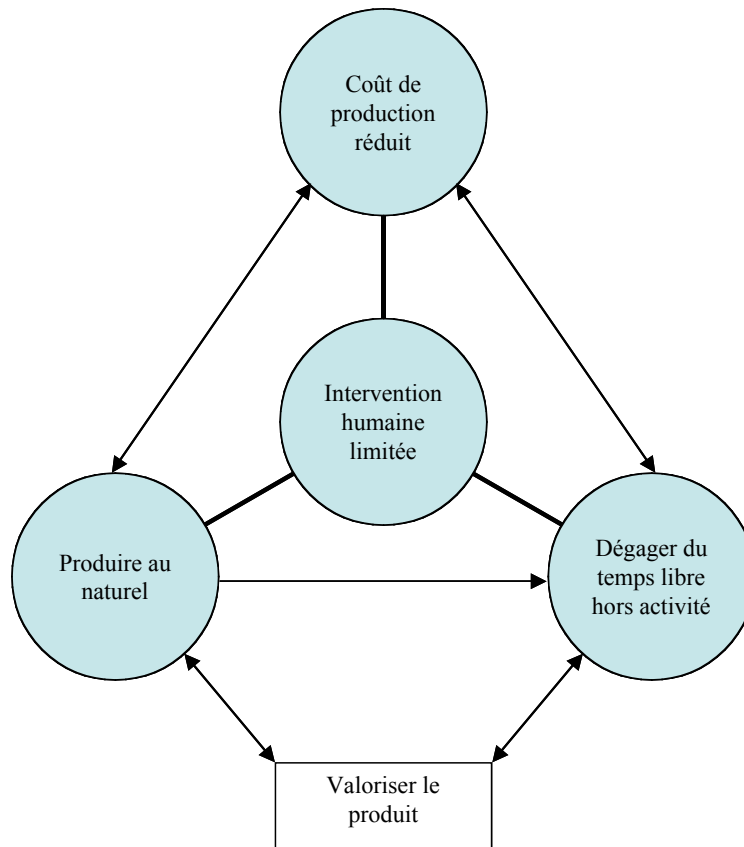 Coût de
production
réduit
Intervention
humaine
limitée
Produire au
naturel
Dégager du
temps libre
hors activité
Valoriser le
produit